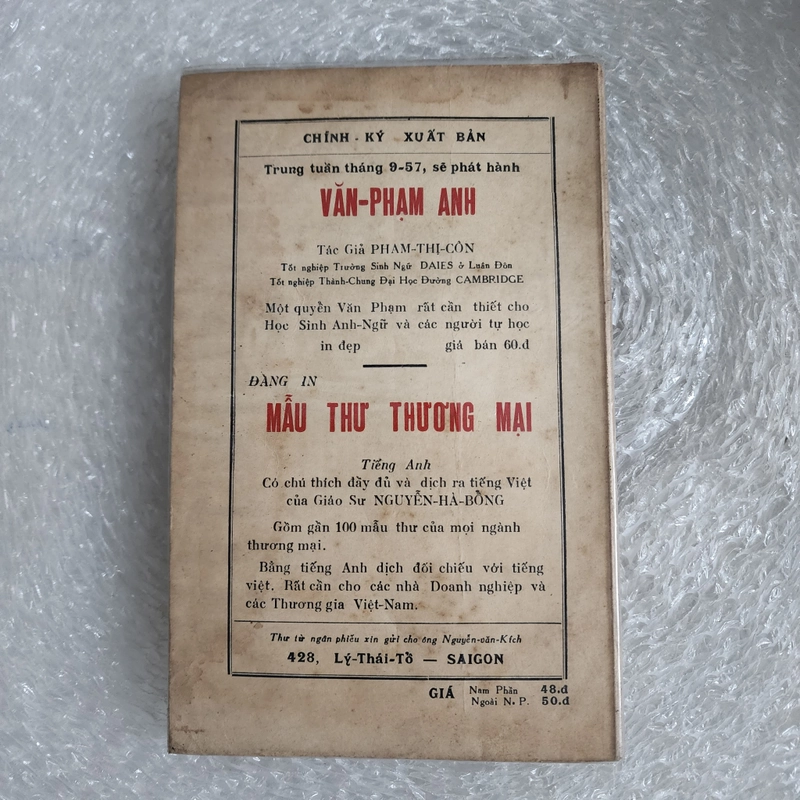 CHÍNH - KÝ XUẤT BẢN
Trung tuần tháng 9-57, sẽ phát hành
VĂN-PHẠM ANH
Tác Giả PHAM-THỊ-CÔN
Tốt nghiệp Trường Sinh Ngữ DAIES ở Luân Đôn
Tốt nghiệp Thành-Chung Đại Học Đường CAMBRIDGE
Một quyển Văn Phạm rất cần thiết cho
Học Sinh Anh-Ngữ và các người tự học
in đẹp giá bán 60.đ
ĐÀNG IN
MẪU THƯ THƯƠNG MẠI
Tiếng Anh
Có chú thích đầy đủ và dịch ra tiếng Việt
của Giáo Sư NGUYỄN-HÀ-BÔNG
Gồm gần 100 mẫu thư của mọi ngành
thương mại.
Bằng tiếng Anh dịch đối chiếu với tiếng
việt. Rất cần cho các nhà Doanh nghiệp và
các Thương gia Việt-Nam.
Thư từ ngân phiếu xin gửi cho ông Nguyễn-văn-Kích
428, Lý-Thái-Tổ — SAIGON
GIÁ Nam Phần 48.đ
Ngoài N. P. 50.đ